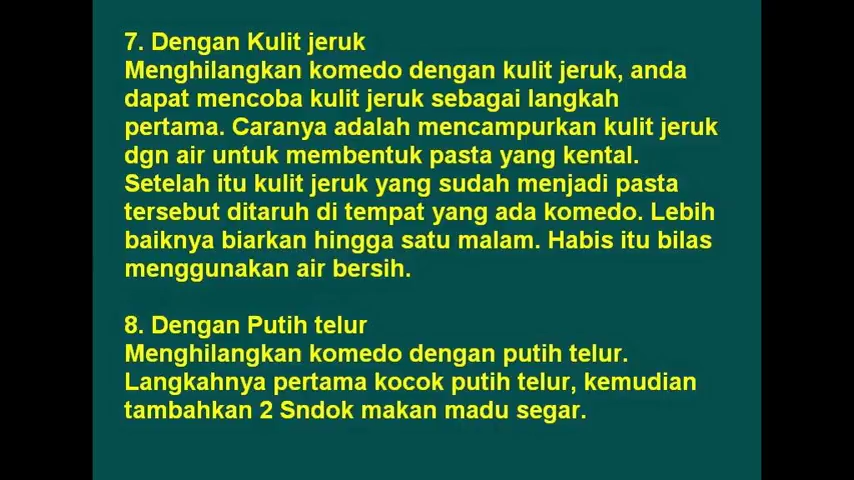 7. Dengan Kulit jeruk
Menghilangkan komedo dengan kulit jeruk, anda
dapat mencoba kulit jeruk sebagai langkah
pertama. Caranya adalah mencampurkan kulit jeruk
dgn air untuk membentuk pasta yang kental.
Setelah itu kulit jeruk yang sudah menjadi pasta
tersebut ditaruh di tempat yang ada komedo. Lebih
baiknya biarkan hingga satu malam. Habis itu bilas
menggunakan air bersih.
8. Dengan Putih telur
Menghilangkan komedo dengan putih telur.
Langkahnya pertama kocok putih telur, kemudian
tambahkan 2 Sndok makan madu segar.